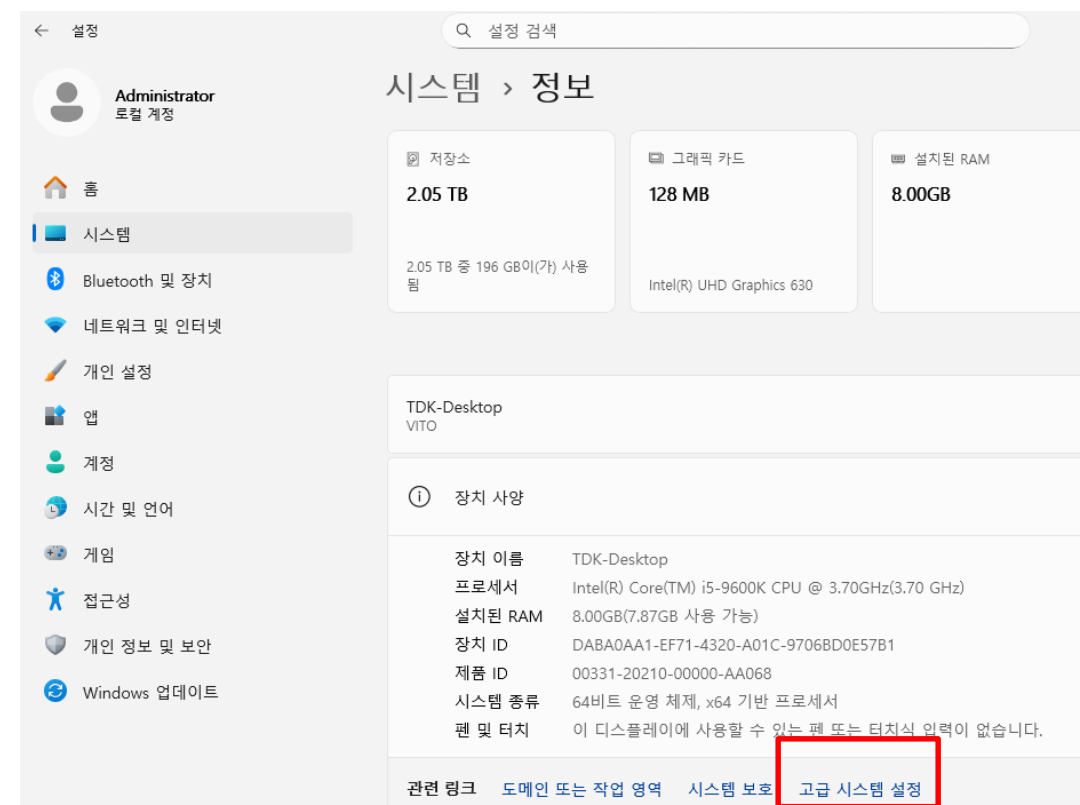 설정
설정 검색
Administrator
로컬 계정
홈
시스템
Bluetooth 및 장치
네트워크 및 인터넷
개인 설정
앱
계정
시간 및 언어
게임
접근성
개인 정보 및 보안
Windows 업데이트
시스템 › 정보
저장소
2.05 TB
2.05 TB 중 196 GB이(가) 사용
됨
그래픽 카드
128 MB
Intel(R) UHD Graphics 630
설치된 RAM
8.00GB
TDK-Desktop
VITO
장치 사양
장치 이름 TDK-Desktop
프로세서 Intel(R) Core(TM) i5-9600K CPU @ 3.70GHz(3.70 GHz)
설치된 RAM 8.00GB(7.87GB 사용 가능)
장치 ID DABA0AA1-EF71-4320-A01C-9706BD0E57B1
제품 ID 00331-20210-00000-AA068
시스템 종류 64비트 운영 체제, x64 기반 프로세서
펜 및 터치 이 디스플레이에 사용할 수 있는 펜 또는 터치식 입력이 없습니다.
관련 링크 도메인 또는 작업 영역 시스템 보호 고급 시스템 설정